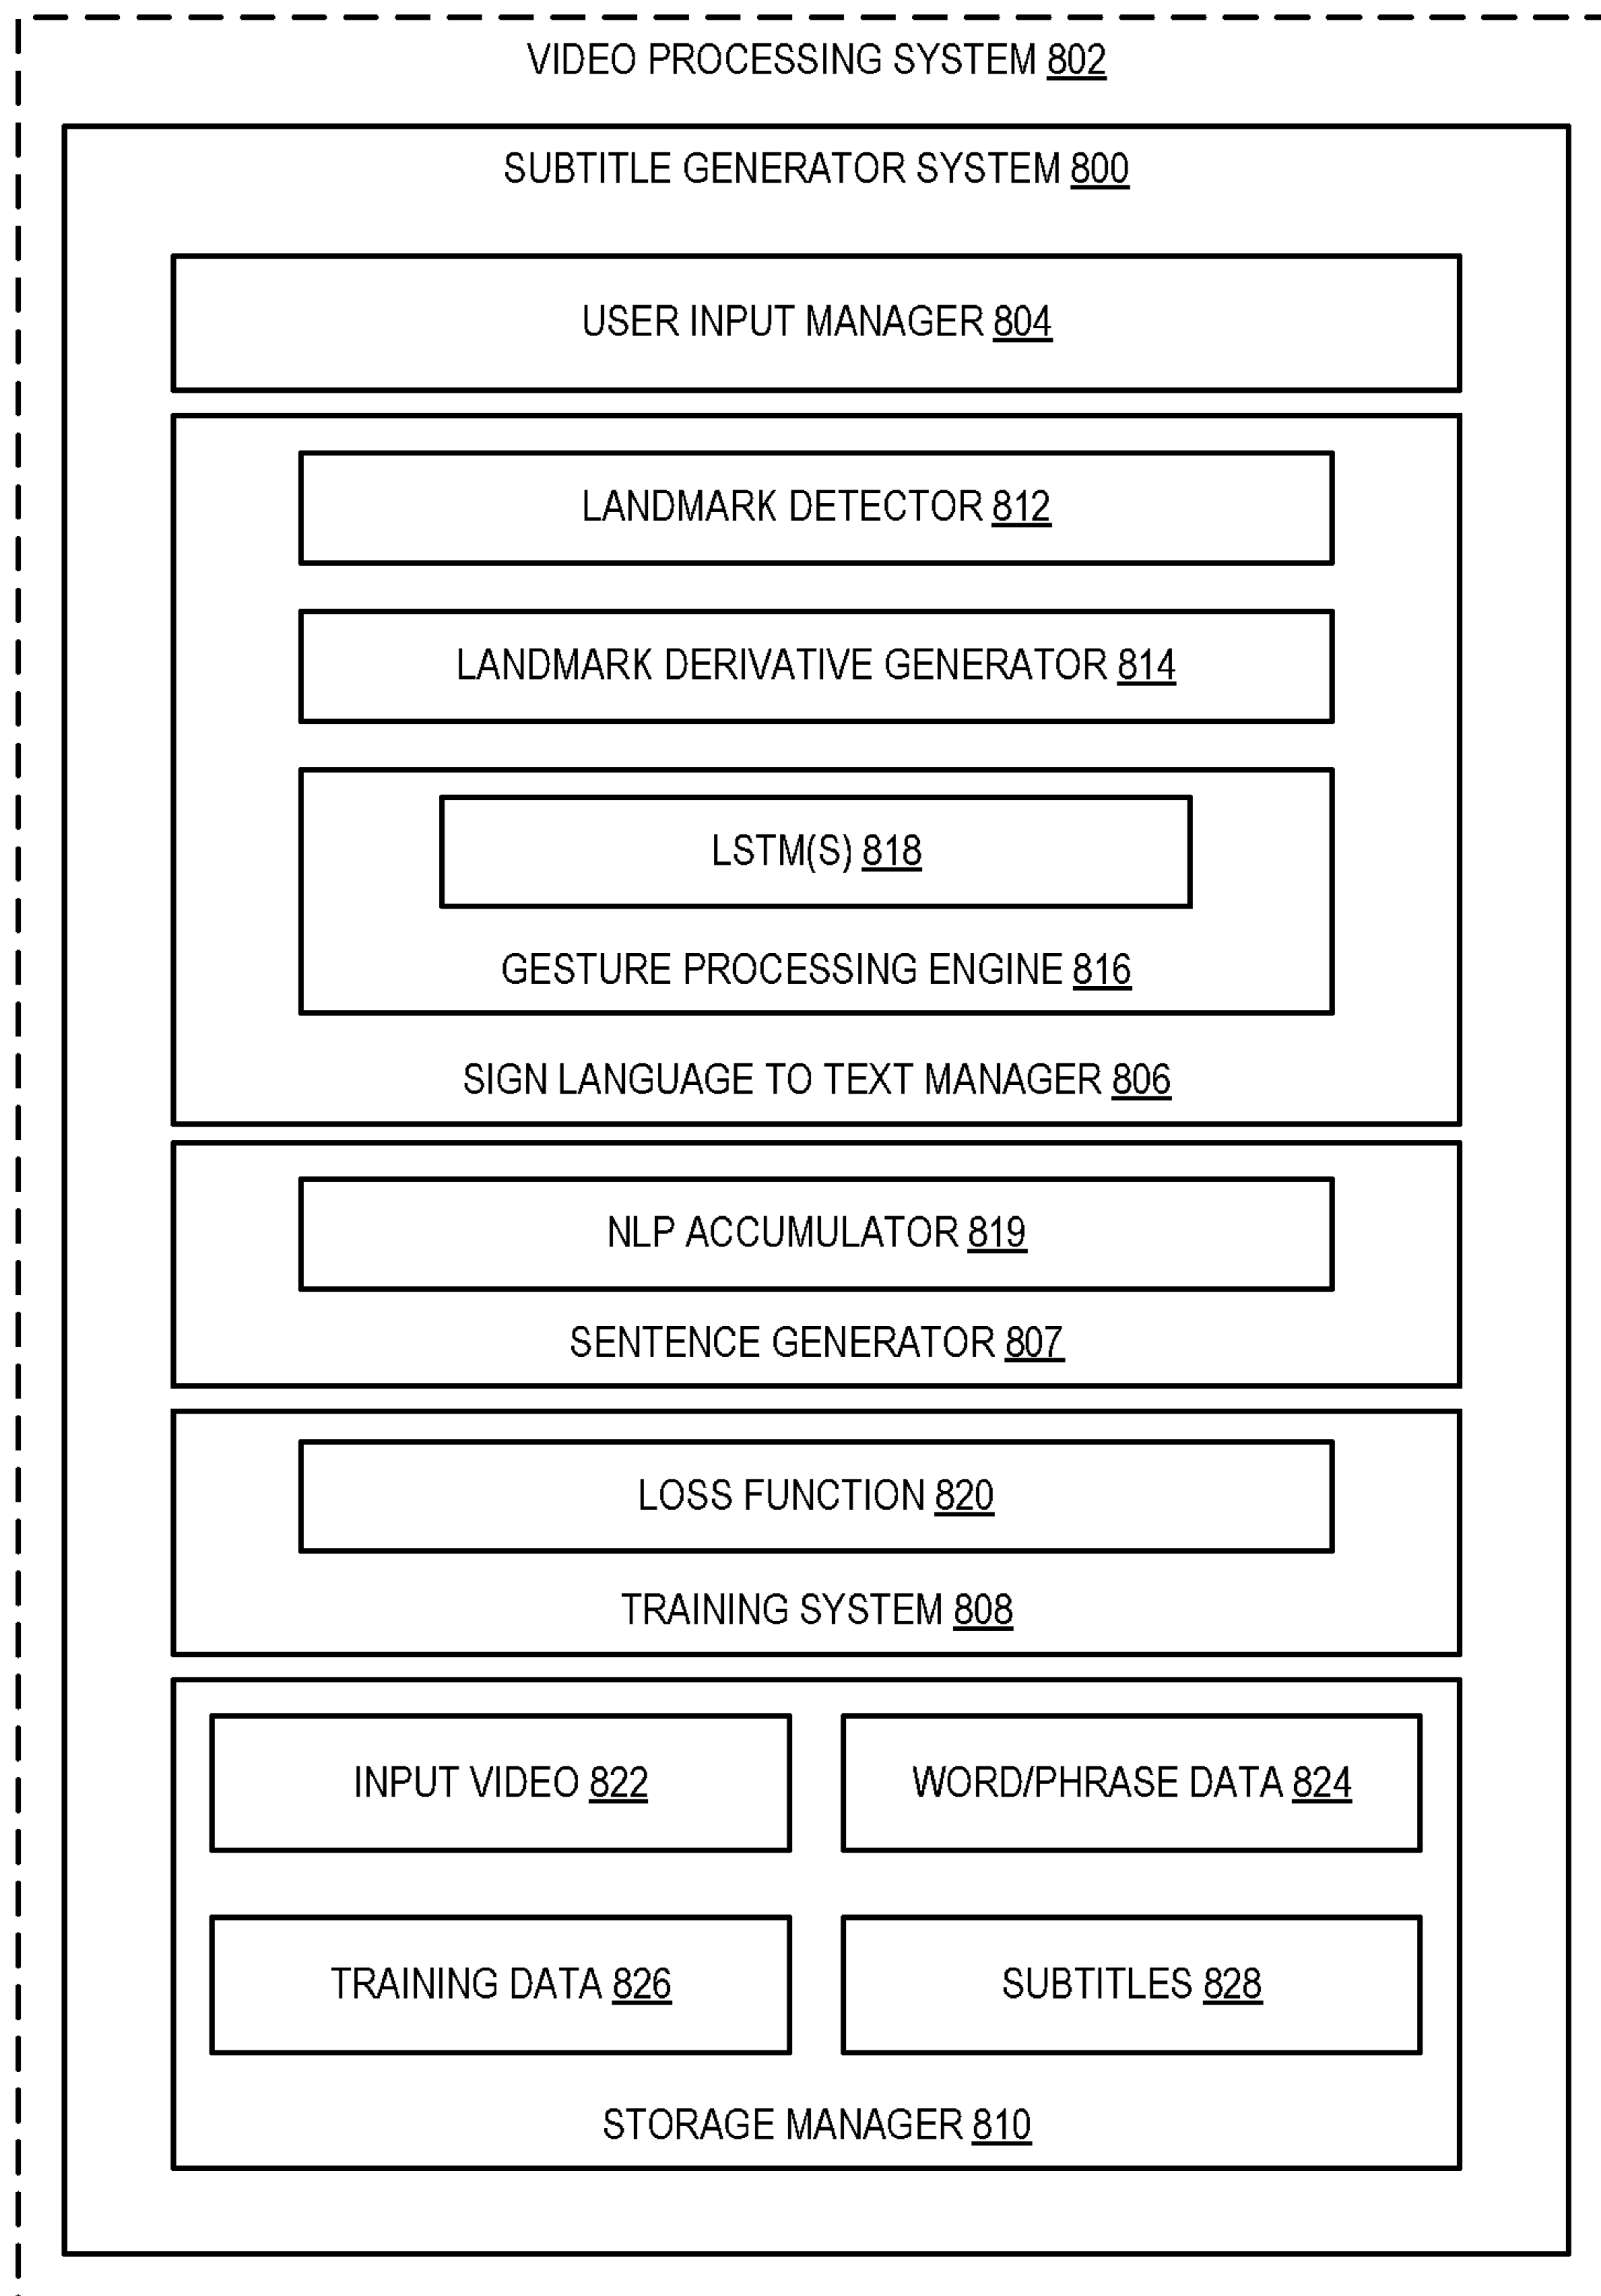 VIDEO PROCESSING SYSTEM 802
SUBTITLE GENERATOR SYSTEM 800
USER INPUT MANAGER 804
LANDMARK DETECTOR 812
LANDMARK DERIVATIVE GENERATOR 814
LSTM(S) 818
GESTURE PROCESSING ENGINE 816
SIGN LANGUAGE TO TEXT MANAGER 806
NLP ACCUMULATOR 819
SENTENCE GENERATOR 807
LOSS FUNCTION 820
TRAINING SYSTEM 808
INPUT VIDEO 822
WORD/PHRASE DATA 824
TRAINING DATA 826
SUBTITLES 828
STORAGE MANAGER 810